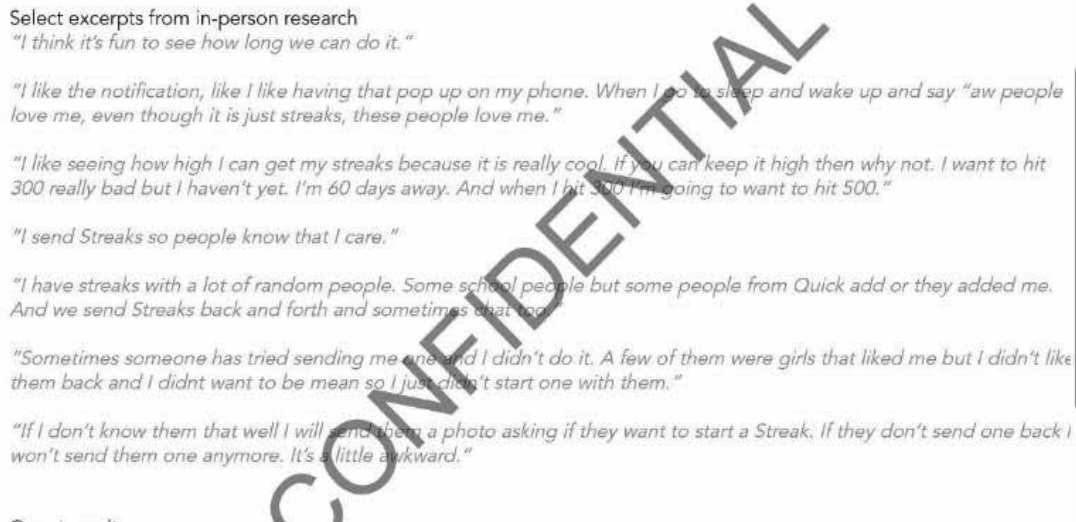 Select excerpts from in-person research
"I think it's fun to see how long we can do it."
"I like the notification, like I like having that pop up on my phone. When I go to sleep and wake up and say "aw people
love me, even though it is just streaks, these people love me."
"I like seeing how high I can get my streaks because it is really cool. If you can keep it high then why not. I want to hit
300 really bad but I haven't yet. I'm 60 days away. And when I hit 300 I'm going to want to hit 500."
"I send Streaks so people know that I care."
"I have streaks with a lot of random people. Some school people but some people from Quick add or they added me.
And we send Streaks back and forth and sometimes chat too."
"Sometimes someone has tried sending me one and I didn't do it. A few of them were girls that liked me but I didn't like
them back and I didnt want to be mean so I just didn't start one with them."
"If I don't know them that well I will send them a photo asking if they want to start a Streak. If they don't send one back I
won't send them one anymore. It's a little awkward."
CONFIDENTIAL